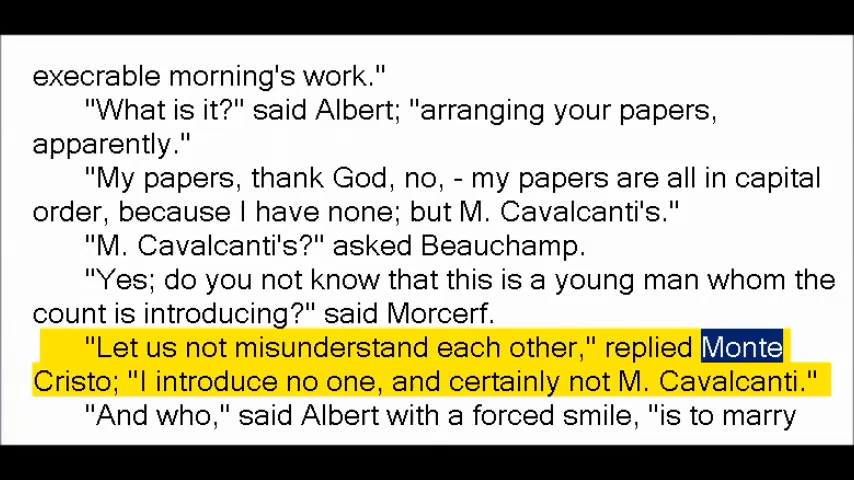 execrable morning's work."
"What is it?" said Albert; "arranging your papers,
apparently."
"My papers, thank God, no, - my papers are all in capital
order, because I have none; but M. Cavalcanti's."
"M. Cavalcanti's?" asked Beauchamp.
"Yes; do you not know that this is a young man whom the
count is introducing?" said Morcerf.
"Let us not misunderstand each other," replied Monte
Cristo; "I introduce no one, and certainly not M. Cavalcanti."
"And who," said Albert with a forced smile, "is to marry